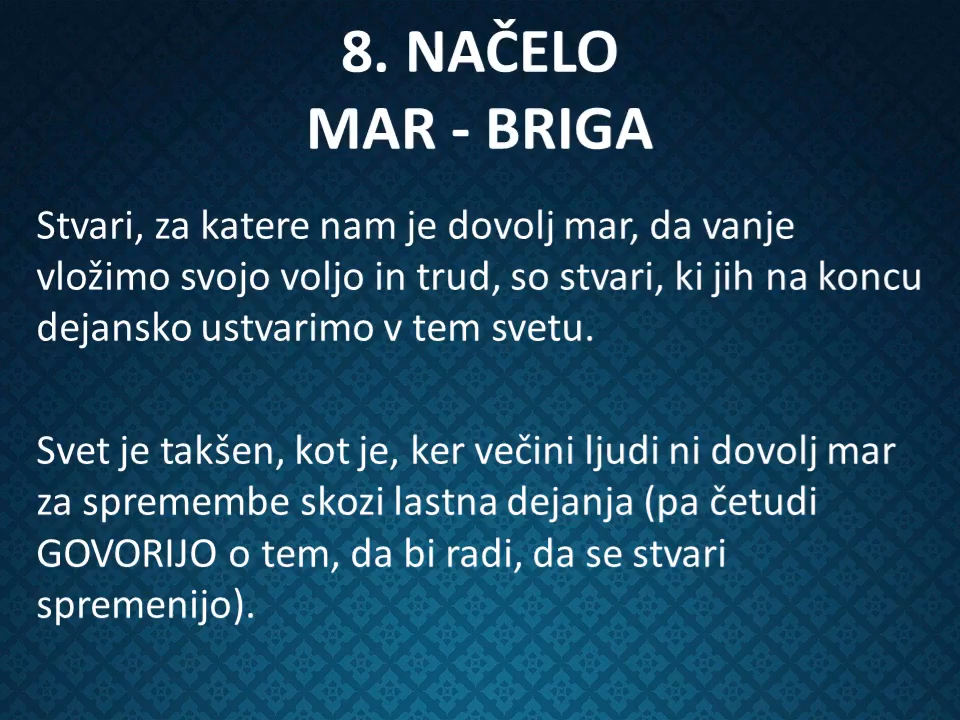 8. NAČELO
MAR - BRIGA
Stvari, za katere nam je dovolj mar, da vanje
vložimo svojo voljo in trud, so stvari, ki jih na koncu
dejansko ustvarimo v tem svetu.
Svet je takšen, kot je, ker večini ljudi ni dovolj mar
za spremembe skozi lastna dejanja (pa četudi
GOVORIJO o tem, da bi radi, da se stvari
spremenijo).